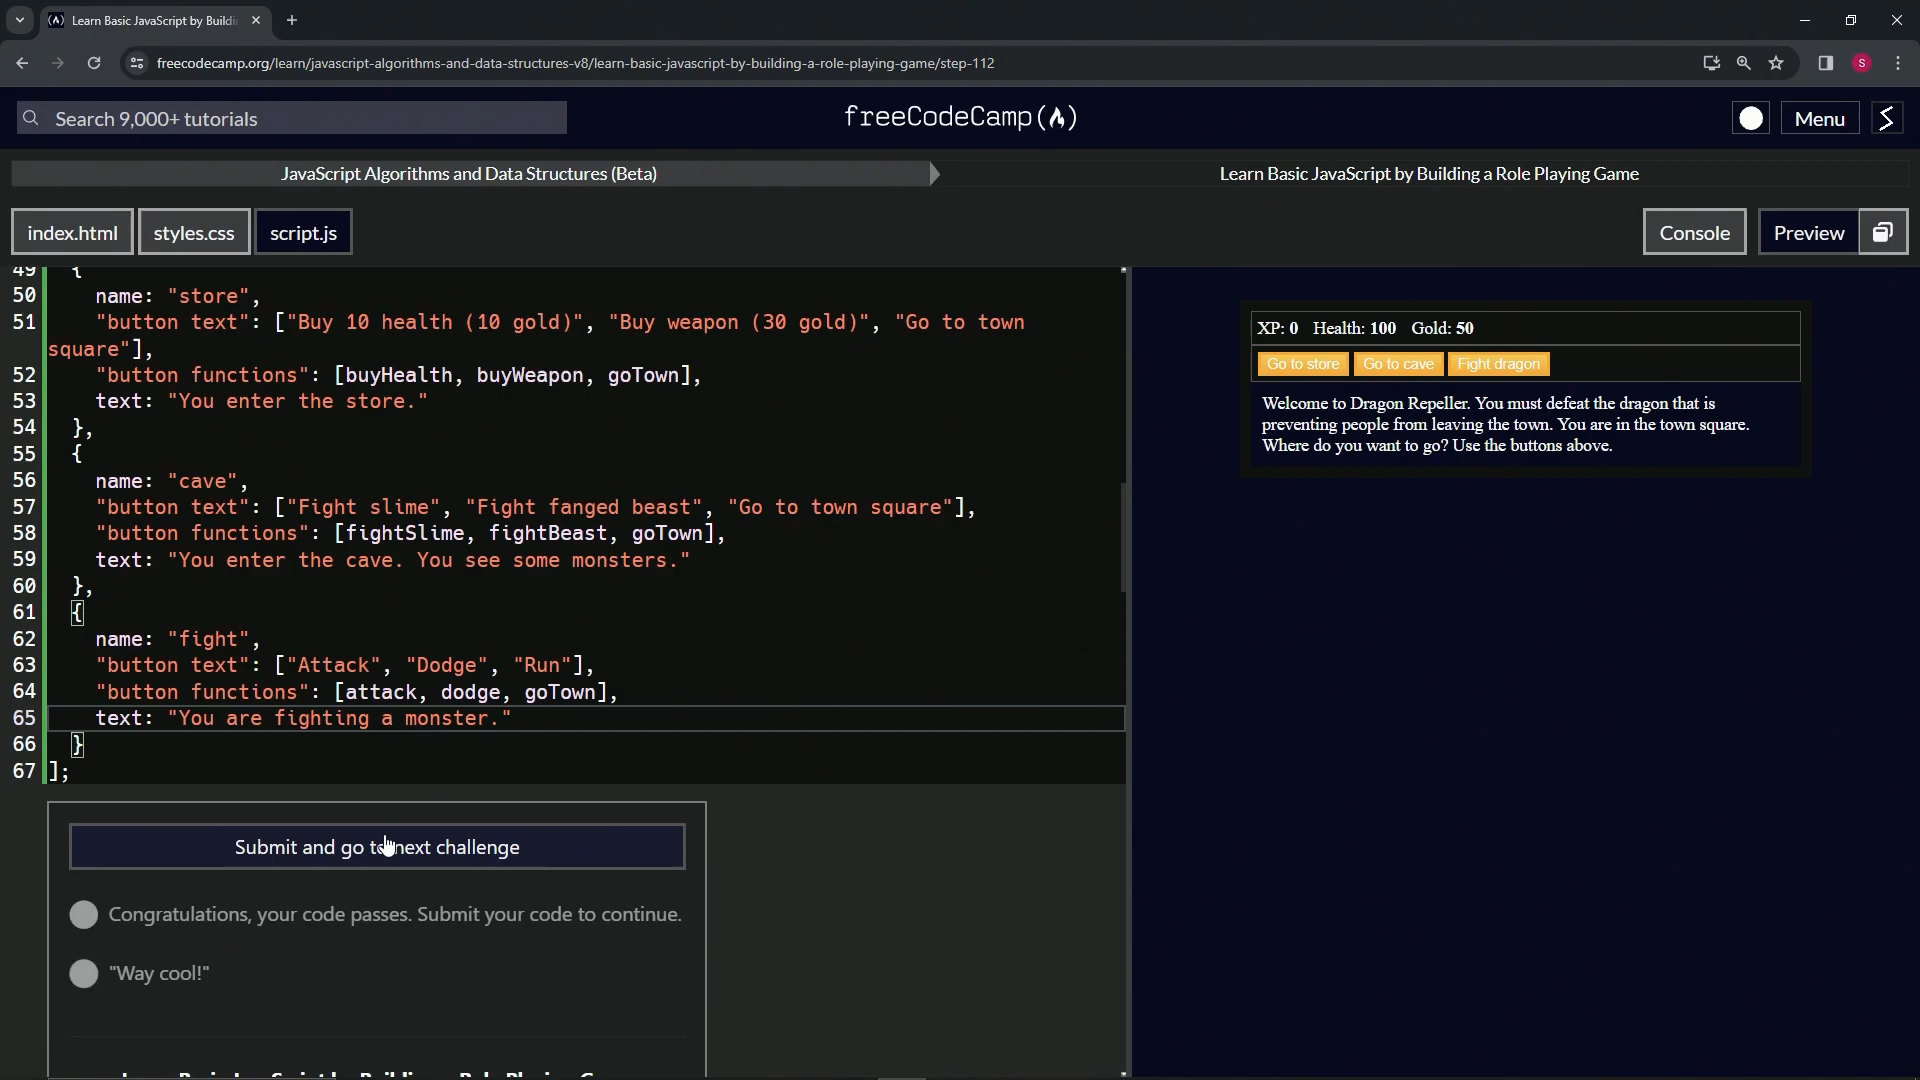 Learn Basic JavaScript by Buildi
freecodecamp.org/learn/javascript-algorithms-and-data-structures-v8/learn-basic-javascript-by-building-a-role-playing-game/step-112
S
Search 9,000+ tutorials
freeCodeCamp(🔥)
Menu
JavaScript Algorithms and Data Structures (Beta)
Learn Basic JavaScript by Building a Role Playing Game
index.html
styles.css
script.js
Console
Preview
49 {
50 name: "store",
51 "button text": ["Buy 10 health (10 gold)", "Buy weapon (30 gold)", "Go to town
square"],
52 "button functions": [buyHealth, buyWeapon, goTown],
53 text: "You enter the store."
54 },
55 {
56 name: "cave",
57 "button text": ["Fight slime", "Fight fanged beast", "Go to town square"],
58 "button functions": [fightSlime, fightBeast, goTown],
59 text: "You enter the cave. You see some monsters."
60 },
61 {
62 name: "fight",
63 "button text": ["Attack", "Dodge", "Run"],
64 "button functions": [attack, dodge, goTown],
65 text: "You are fighting a monster."
66 }
67 ];
Submit and go to next challenge
Congratulations, your code passes. Submit your code to continue.
"Way cool!"
XP: 0 Health: 100 Gold: 50
Go to store
Go to cave
Fight dragon
Welcome to Dragon Repeller. You must defeat the dragon that is
preventing people from leaving the town. You are in the town square.
Where do you want to go? Use the buttons above.